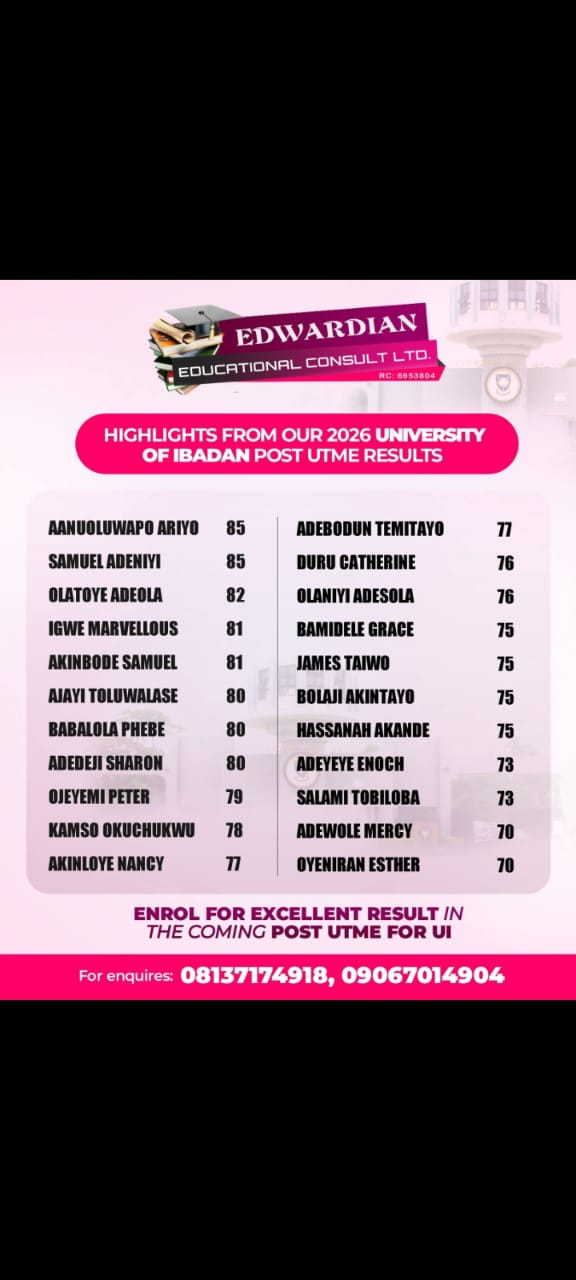 EDWARDIAN
EDUCATIONAL CONSULT LTD.
RC: 6953804
HIGHLIGHTS FROM OUR 2026 UNIVERSITY
OF IBADAN POST UTME RESULTS
AANUOLUWAPO ARIYO 85
SAMUEL ADENIYI 85
OLATOYE ADEOLA 82
IGWE MARVELLOUS 81
AKINBODE SAMUEL 81
AJAYI TOLUWALASE 80
BABALOLA PHEBE 80
ADEDEJI SHARON 80
OJEYEMI PETER 79
KAMSO OKUCHUKWU 78
AKINLOYE NANCY 77
ADEBODUN TEMITAYO 77
DURU CATHERINE 76
OLANIYI ADESOLA 76
BAMIDELE GRACE 75
JAMES TAIWO 75
BOLAJI AKINTAYO 75
HASSANAH AKANDE 75
ADEYEYE ENOCH 73
SALAMI TOBILOBA 73
ADEWOLE MERCY 70
OYENIRAN ESTHER 70
ENROL FOR EXCELLENT RESULT IN
THE COMING POST UTME FOR UI
For enquires: 08137174918, 09067014904